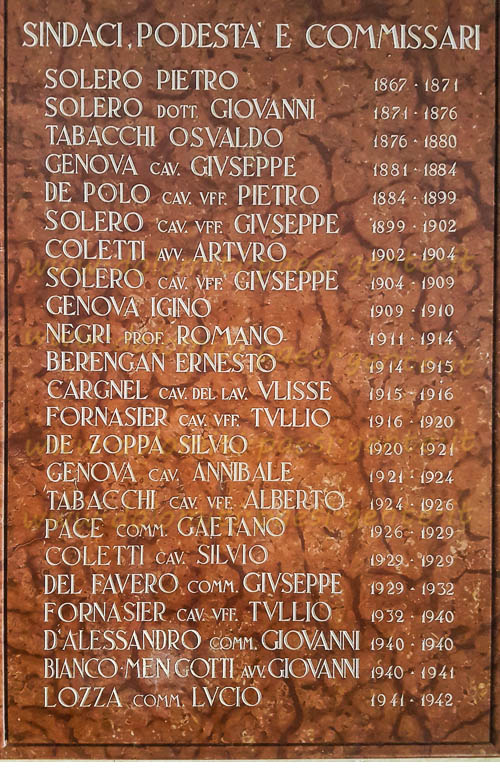 SINDACI, PODESTA' E COMMISSARI
SOLERO PIETRO 1867 - 1871
SOLERO DOTT. GIOVANNI 1871 - 1876
TABACCHI OSVALDO 1876 - 1880
GENOVA CAV. GIVSEPPE 1881 - 1884
DE POLO CAV. VFF. PIETRO 1884 - 1899
SOLERO CAV. VFF. GIVSEPPE 1899 - 1902
COLETTI AVV. ARTVRO 1902 - 1904
SOLERO CAV. VFF. GIVSEPPE 1904 - 1909
GENOVA IGINO 1909 - 1910
NEGRI PROF. ROMANO 1911 - 1914
BERENGAN ERNESTO 1914 - 1915
CARGNEL CAV. DEL LAV. VLISSE 1915 - 1916
FORNASIER CAV. VFF. TVLLIO 1916 - 1920
DE ZOPPA SILVIO 1920 - 1921
GENOVA CAV. ANNIBALE 1921 - 1924
TABACCHI CAV. VFF. ALBERTO 1924 - 1926
PACE COMM. GAETANO 1926 - 1929
COLETTI CAV. SILVIO 1929 - 1929
DEL FAVERO COMM. GIVSEPPE 1929 - 1932
FORNASIER CAV. VFF. TVLLIO 1932 - 1940
D'ALESSANDRO COMM. GIOVANNI 1940 - 1940
BIANCO-MENGOTTI AVV. GIOVANNI 1940 - 1941
LOZZA COMM. LVCIO 1941 - 1942